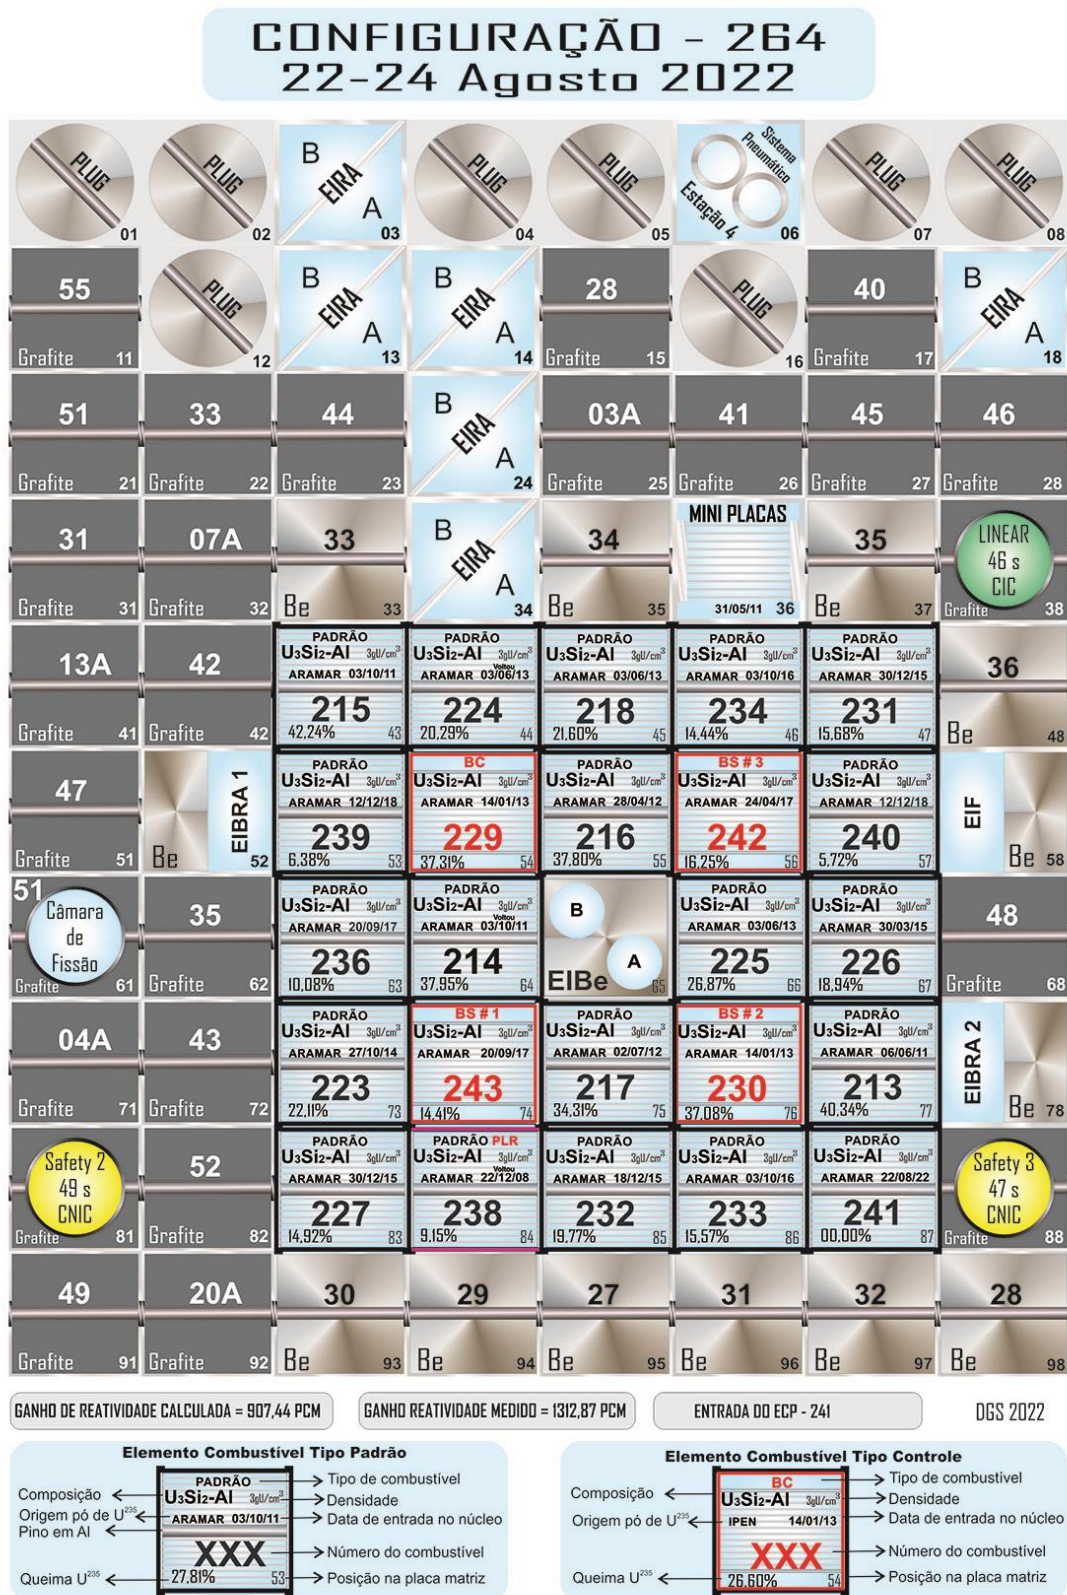 CONFIGURAÇÃO - 264
22-24 Agosto 2022
PLUG 01
PLUG 02
B EIRA A 03
PLUG 04
PLUG 05
Sistema Pneumático Estação 4 06
PLUG 07
PLUG 08
55 Grafite 11
PLUG 12
B EIRA A 13
B EIRA A 14
28 Grafite 15
PLUG 16
40 Grafite 17
B EIRA A 18
51 Grafite 21
33 Grafite 22
44 Grafite 23
B EIRA A 24
03A Grafite 25
41 Grafite 26
45 Grafite 27
46 Grafite 28
31 Grafite 31
07A Grafite 32
33 Be 33
B EIRA A 34
34 Be 35
MINI PLACAS 31/05/11 36
35 Be 37
LINEAR 46 s CIC Grafite 38
13A Grafite 41
42 Grafite 42
PADRÃO U3Si2-Al 3gU/cm³ ARAMAR 03/10/11 215 42,24% 43
PADRÃO U3Si2-Al 3gU/cm³ Voltou ARAMAR 03/06/13 224 20,29% 44
PADRÃO U3Si2-Al 3gU/cm³ ARAMAR 03/06/13 218 21,60% 45
PADRÃO U3Si2-Al 3gU/cm³ ARAMAR 03/10/16 234 14,44% 46
PADRÃO U3Si2-Al 3gU/cm³ ARAMAR 30/12/15 231 15,68% 47
36 Be 48
47 Grafite 51
Be EIBRA 1 52
PADRÃO U3Si2-Al 3gU/cm³ ARAMAR 12/12/18 239 6,38% 53
BC U3Si2-Al 3gU/cm³ ARAMAR 14/01/13 229 37,31% 54
PADRÃO U3Si2-Al 3gU/cm³ ARAMAR 28/04/12 216 37,80% 55
BS # 3 U3Si2-Al 3gU/cm³ ARAMAR 24/04/17 242 16,25% 56
PADRÃO U3Si2-Al 3gU/cm³ ARAMAR 12/12/18 240 5,72% 57
EIF Be 58
51 Câmara de Fissão Grafite 61
35 Grafite 62
PADRÃO U3Si2-Al 3gU/cm³ ARAMAR 20/09/17 236 10,08% 63
PADRÃO U3Si2-Al 3gU/cm³ Voltou ARAMAR 03/10/11 214 37,95% 64
B A EIBe 65
PADRÃO U3Si2-Al 3gU/cm³ ARAMAR 03/06/13 225 26,87% 66
PADRÃO U3Si2-Al 3gU/cm³ ARAMAR 30/03/15 226 18,94% 67
48 Grafite 68
04A Grafite 71
43 Grafite 72
PADRÃO U3Si2-Al 3gU/cm³ ARAMAR 27/10/14 223 22,11% 73
BS # 1 U3Si2-Al 3gU/cm³ ARAMAR 20/09/17 243 14,41% 74
PADRÃO U3Si2-Al 3gU/cm³ ARAMAR 02/07/12 217 34,31% 75
BS # 2 U3Si2-Al 3gU/cm³ ARAMAR 14/01/13 230 37,08% 76
PADRÃO U3Si2-Al 3gU/cm³ ARAMAR 06/06/11 213 40,34% 77
EIBRA 2 Be 78
Safety 2 49 s CNIC Grafite 81
52 Grafite 82
PADRÃO U3Si2-Al 3gU/cm³ ARAMAR 30/12/15 227 14,92% 83
PADRÃO PLR U3Si2-Al 3gU/cm³ Voltou ARAMAR 22/12/08 238 9,15% 84
PADRÃO U3Si2-Al 3gU/cm³ ARAMAR 18/12/15 232 19,77% 85
PADRÃO U3Si2-Al 3gU/cm³ ARAMAR 03/10/16 233 15,57% 86
PADRÃO U3Si2-Al 3gU/cm³ ARAMAR 22/08/22 241 00,00% 87
Safety 3 47 s CNIC Grafite 88
49 Grafite 91
20A Grafite 92
30 Be 93
29 Be 94
27 Be 95
31 Be 96
32 Be 97
28 Be 98
GANHO DE REATIVIDADE CALCULADA = 907,44 PCM
GANHO REATIVIDADE MEDIDO = 1312,87 PCM
ENTRADA DO ECP - 241
DGS 2022
Elemento Combustível Tipo Padrão
PADRÃO Tipo de combustível
Composição U3Si2-Al 3gU/cm³ Densidade
Origem pó de U²³⁵ ARAMAR 03/10/11 Data de entrada no núcleo
Pino em Al
XXX Número do combustível
Queima U²³⁵ 27,81% 53 Posição na placa matriz
Elemento Combustível Tipo Controle
BC Tipo de combustível
Composição U3Si2-Al 3gU/cm³ Densidade
Origem pó de U²³⁵ IPEN 14/01/13 Data de entrada no núcleo
XXX Número do combustível
Queima U²³⁵ 26,60% 54 Posição na placa matriz